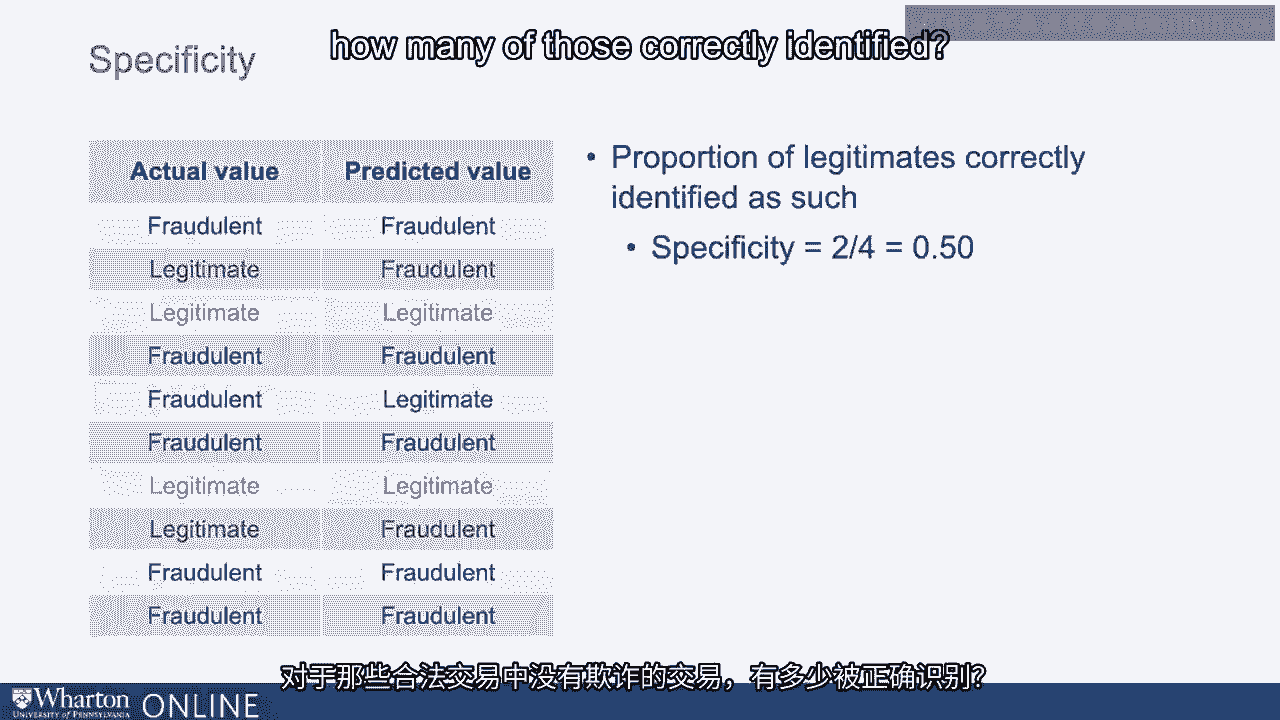 how many of those correctly identified?
Specificity
Actual value Predicted value
Fraudulent Fraudulent
Legitimate Fraudulent
Legitimate Legitimate
Fraudulent Fraudulent
Fraudulent Legitimate
Fraudulent Fraudulent
Legitimate Legitimate
Legitimate Fraudulent
Fraudulent Fraudulent
Fraudulent Fraudulent
• Proportion of legitimates correctly
identified as such
• Specificity = 2/4 = 0.50
对于那些合法交易中没有欺诈的交易，有多少被正确识别？
Wharton ONLINE
UNIVERSITY of PENNSYLVANIA